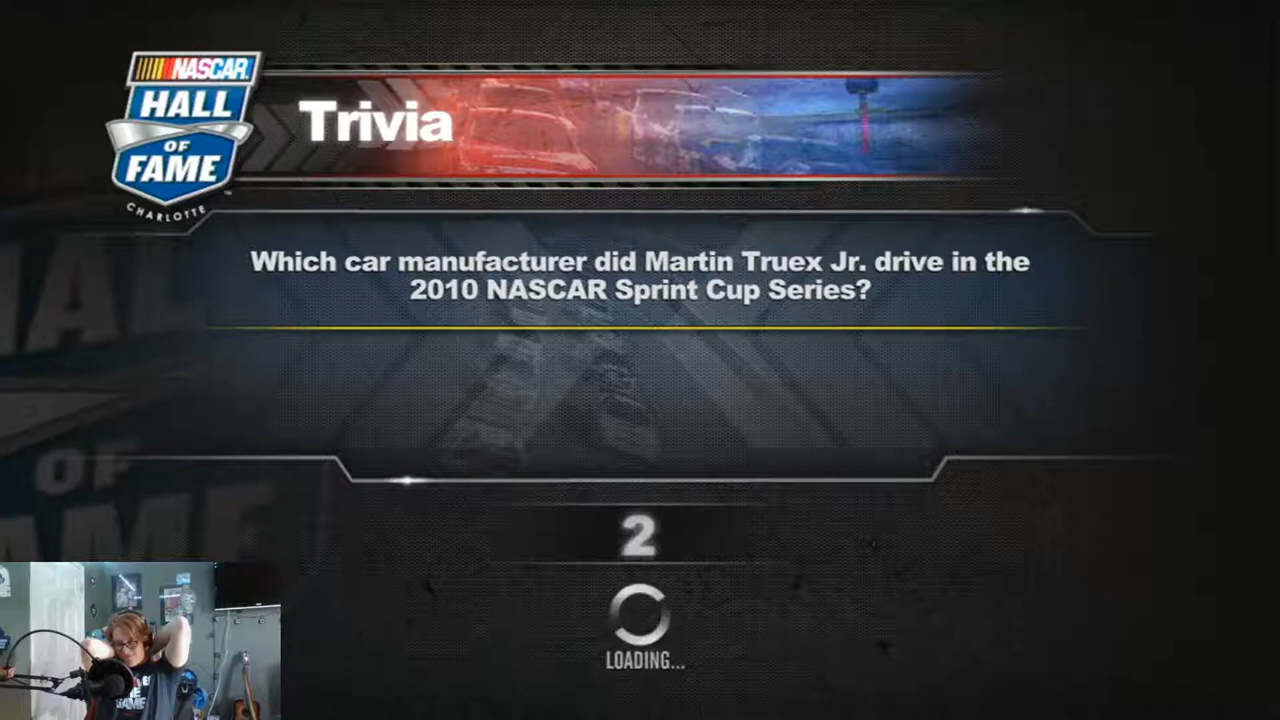 NASCAR
HALL
OF
FAME
CHARLOTTE
Trivia
Which car manufacturer did Martin Truex Jr. drive in the
2010 NASCAR Sprint Cup Series?
2
LOADING...
OF